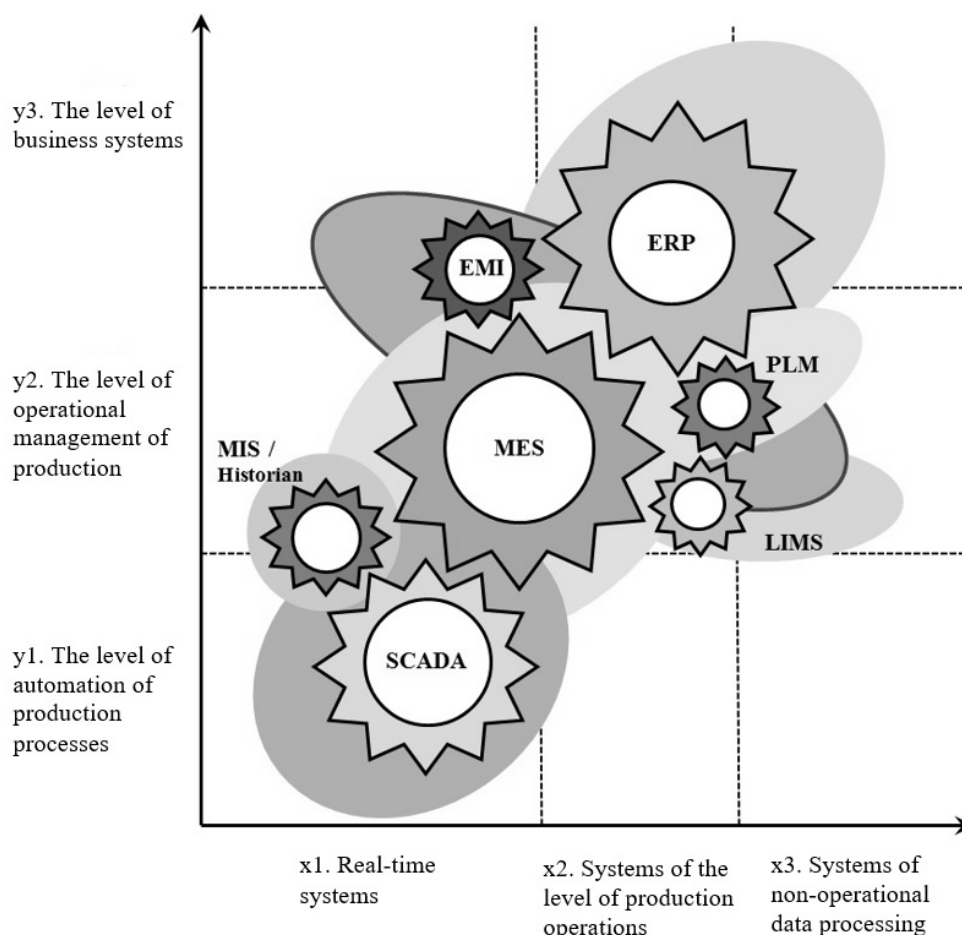 y3. The level of
business systems
ERP
EMI
y2. The level of
operational
management of
production
PLM
MES
MIS /
Historian
LIMS
y1. The level of
automation of
production
processes
SCADA
x1. Real-time
systems
x2. Systems of the
level of production
operations
x3. Systems of
non-operational
data processing